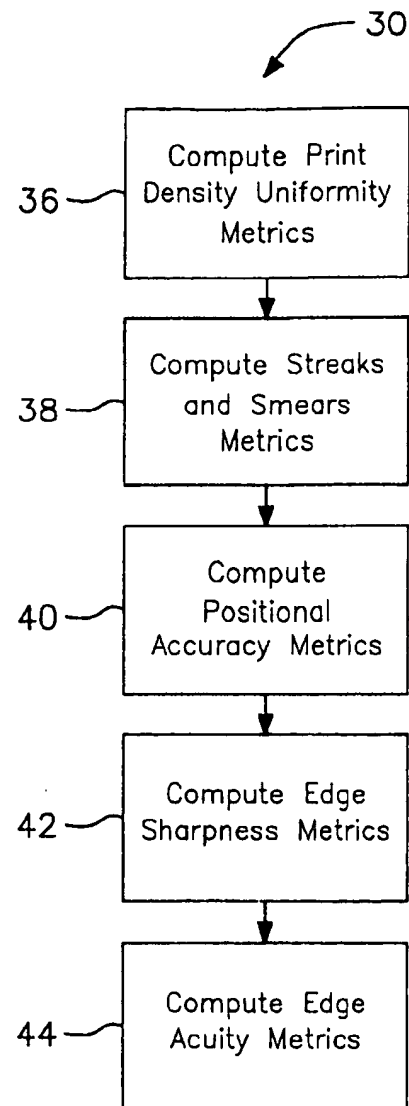 30
36
Compute Print
Density Uniformity
Metrics
38
Compute Streaks
and Smears
Metrics
40
Compute
Positional
Accuracy Metrics
42
Compute Edge
Sharpness Metrics
44
Compute Edge
Acuity Metrics